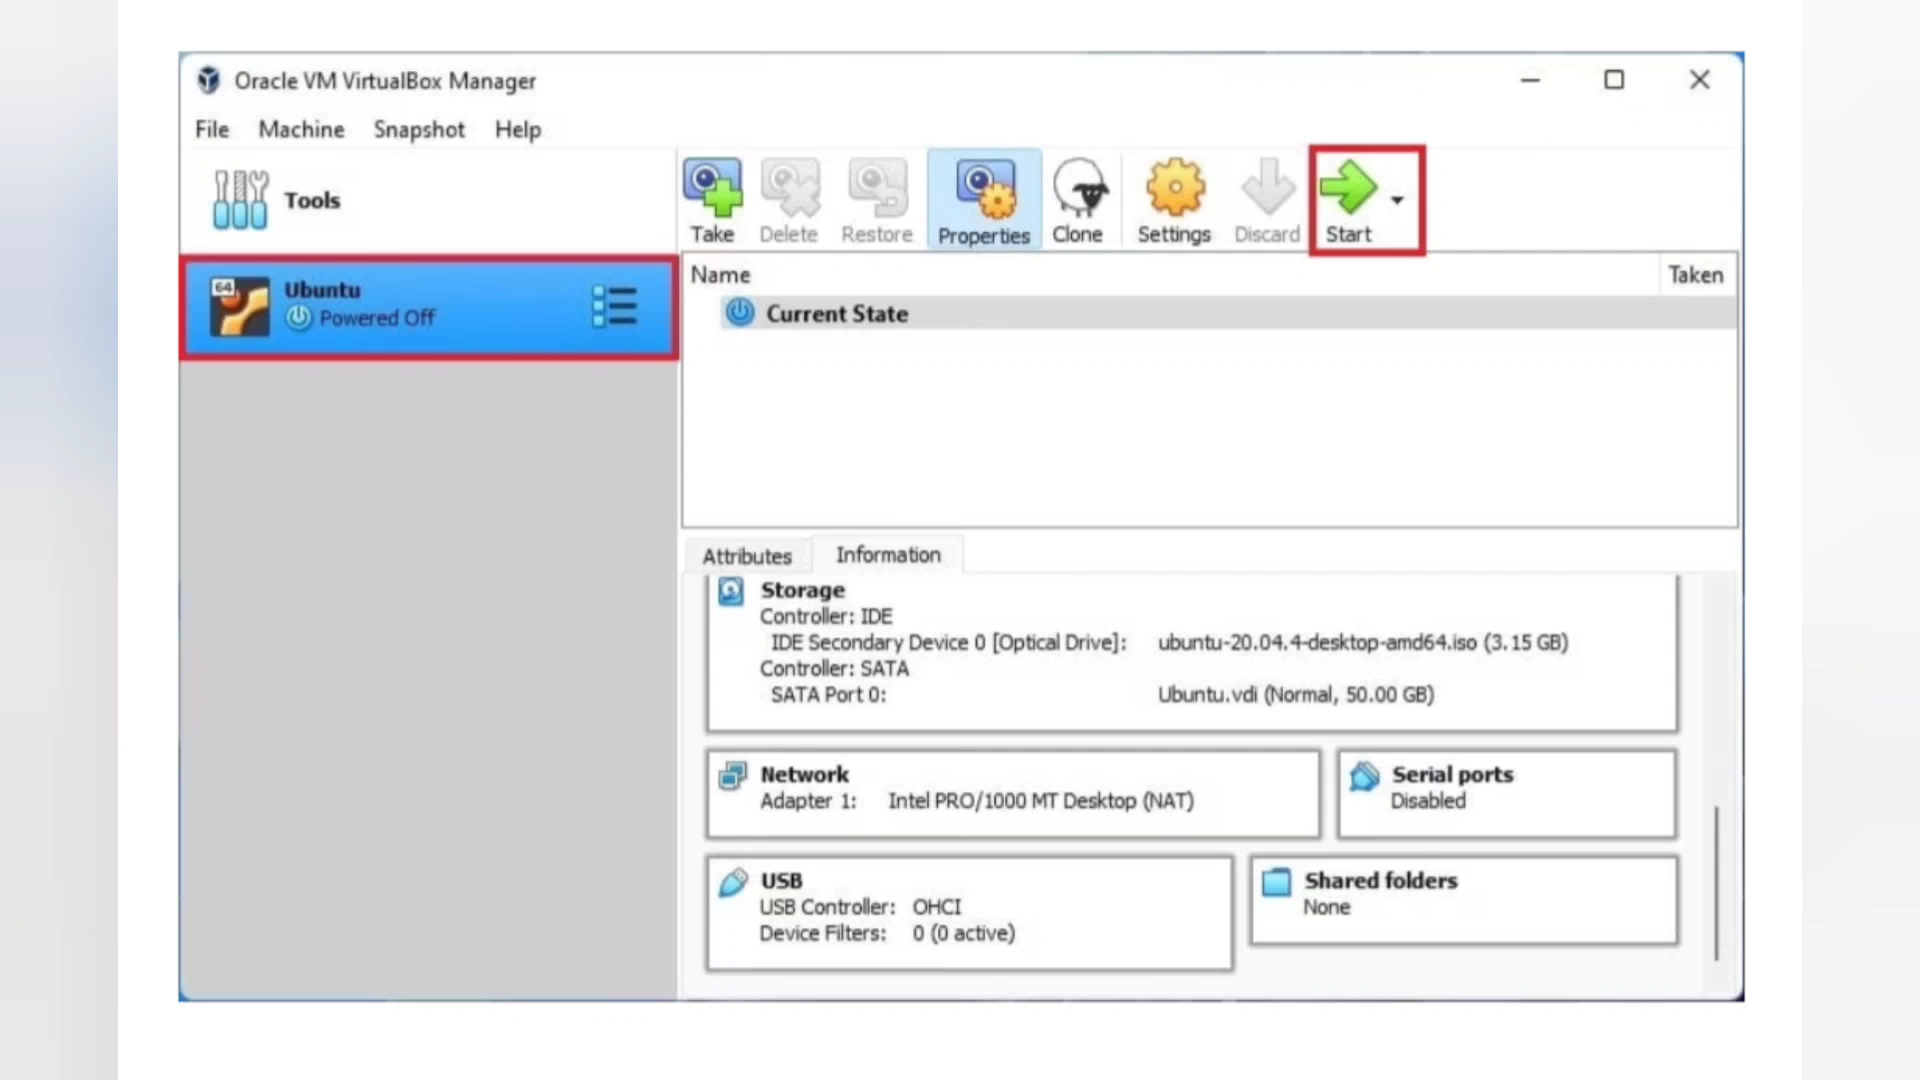 Oracle VM VirtualBox Manager
File Machine Snapshot Help
Tools
Take Delete Restore Properties Clone Settings Discard Start
64
Ubuntu
Powered Off
Name Taken
Current State
Attributes Information
Storage
Controller: IDE
IDE Secondary Device 0 [Optical Drive]: ubuntu-20.04.4-desktop-amd64.iso (3.15 GB)
Controller: SATA
SATA Port 0: Ubuntu.vdi (Normal, 50.00 GB)
Network
Adapter 1: Intel PRO/1000 MT Desktop (NAT)
Serial ports
Disabled
USB
USB Controller: OHCI
Device Filters: 0 (0 active)
Shared folders
None